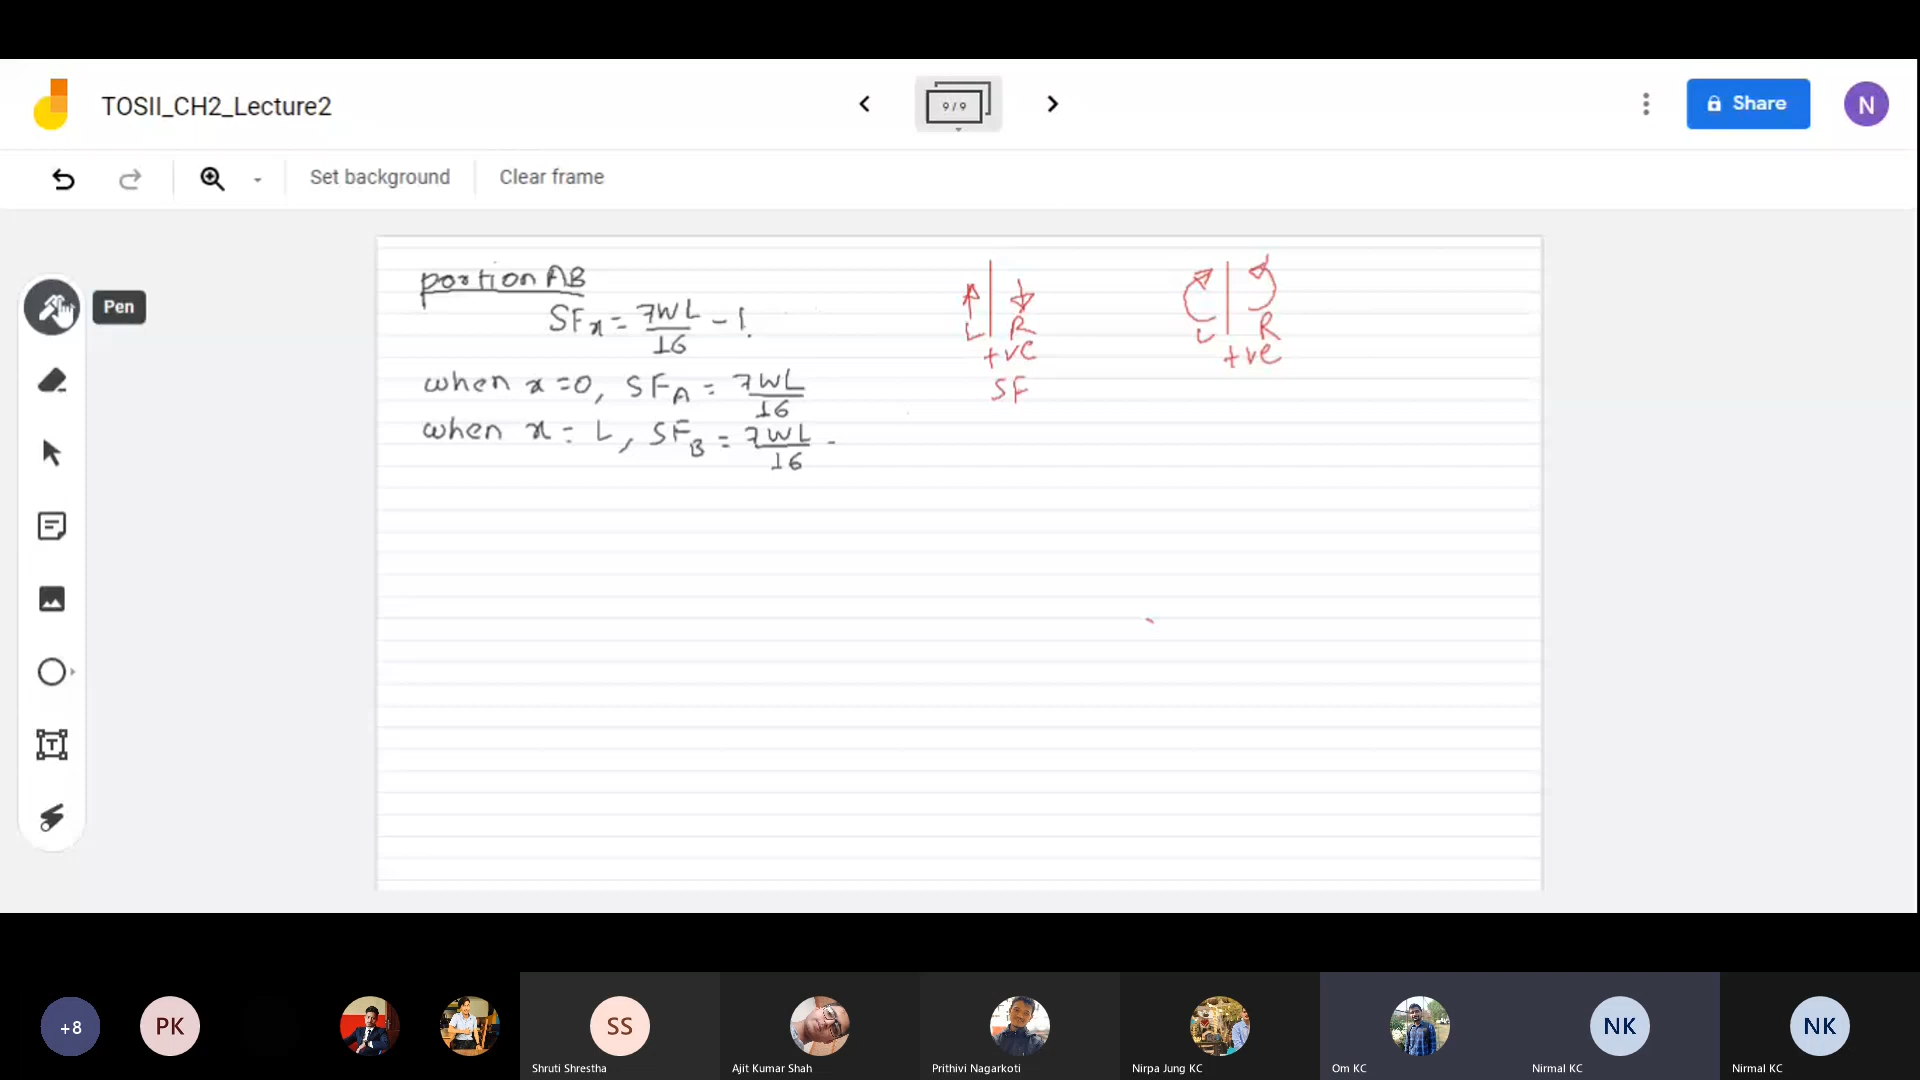 TOSII_CH2_Lecture2
9/9
Share
N
Set background
Clear frame
Pen
portion AB
SFx = 7WL/16 -
when x=0, SFA = 7WL/16
when x = L, SFB = 7WL/16 -
L R
+ve
SF
L R
+ve
+8
PK
SS
NK
NK
Shruti Shrestha
Ajit Kumar Shah
Prithivi Nagarkoti
Nirpa Jung KC
Om KC
Nirmal KC
Nirmal KC